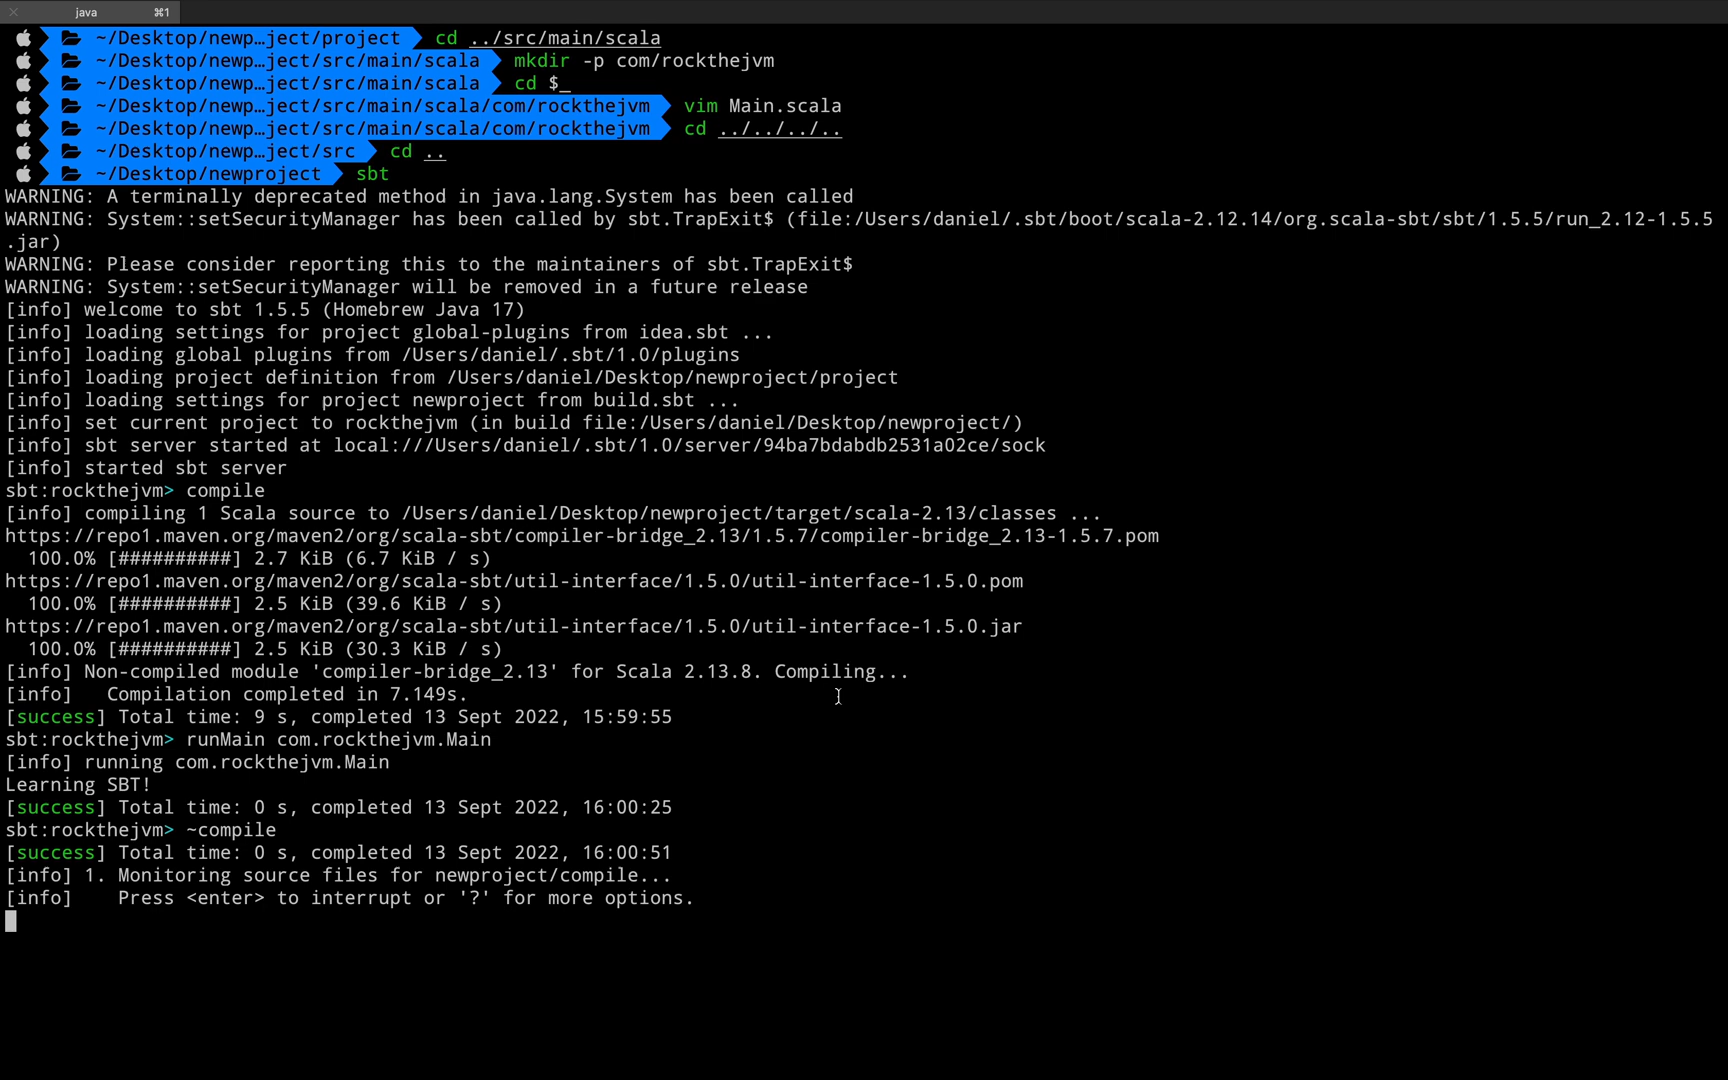 java ⌘1
~/Desktop/newp…ject/project cd ../src/main/scala
~/Desktop/newp…ject/src/main/scala mkdir -p com/rockthejvm
~/Desktop/newp…ject/src/main/scala cd $_
~/Desktop/newp…ject/src/main/scala/com/rockthejvm vim Main.scala
~/Desktop/newp…ject/src/main/scala/com/rockthejvm cd ../../../..
~/Desktop/newp…ject/src cd ..
~/Desktop/newproject sbt
WARNING: A terminally deprecated method in java.lang.System has been called
WARNING: System::setSecurityManager has been called by sbt.TrapExit$ (file:/Users/daniel/.sbt/boot/scala-2.12.14/org.scala-sbt/sbt/1.5.5/run_2.12-1.5.5
.jar)
WARNING: Please consider reporting this to the maintainers of sbt.TrapExit$
WARNING: System::setSecurityManager will be removed in a future release
[info] welcome to sbt 1.5.5 (Homebrew Java 17)
[info] loading settings for project global-plugins from idea.sbt ...
[info] loading global plugins from /Users/daniel/.sbt/1.0/plugins
[info] loading project definition from /Users/daniel/Desktop/newproject/project
[info] loading settings for project newproject from build.sbt ...
[info] set current project to rockthejvm (in build file:/Users/daniel/Desktop/newproject/)
[info] sbt server started at local:///Users/daniel/.sbt/1.0/server/94ba7bdabdb2531a02ce/sock
[info] started sbt server
sbt:rockthejvm> compile
[info] compiling 1 Scala source to /Users/daniel/Desktop/newproject/target/scala-2.13/classes ...
https://repo1.maven.org/maven2/org/scala-sbt/compiler-bridge_2.13/1.5.7/compiler-bridge_2.13-1.5.7.pom
  100.0% [##########] 2.7 KiB (6.7 KiB / s)
https://repo1.maven.org/maven2/org/scala-sbt/util-interface/1.5.0/util-interface-1.5.0.pom
  100.0% [##########] 2.5 KiB (39.6 KiB / s)
https://repo1.maven.org/maven2/org/scala-sbt/util-interface/1.5.0/util-interface-1.5.0.jar
  100.0% [##########] 2.5 KiB (30.3 KiB / s)
[info] Non-compiled module 'compiler-bridge_2.13' for Scala 2.13.8. Compiling...
[info]   Compilation completed in 7.149s.
[success] Total time: 9 s, completed 13 Sept 2022, 15:59:55
sbt:rockthejvm> runMain com.rockthejvm.Main
[info] running com.rockthejvm.Main
Learning SBT!
[success] Total time: 0 s, completed 13 Sept 2022, 16:00:25
sbt:rockthejvm> ~compile
[success] Total time: 0 s, completed 13 Sept 2022, 16:00:51
[info] 1. Monitoring source files for newproject/compile...
[info]    Press <enter> to interrupt or '?' for more options.